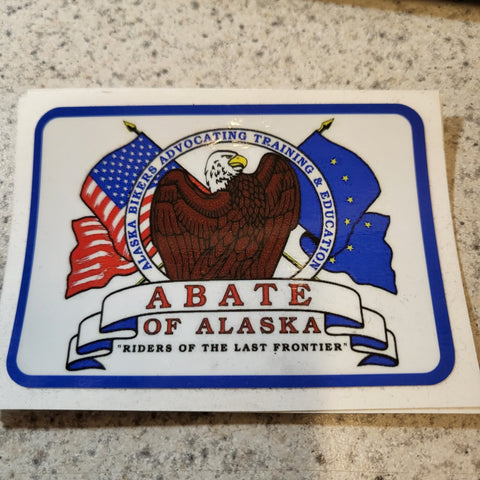 ALASKA BIKERS ADVOCATING TRAINING & EDUCATION
ABATE
OF ALASKA
"RIDERS OF THE LAST FRONTIER"